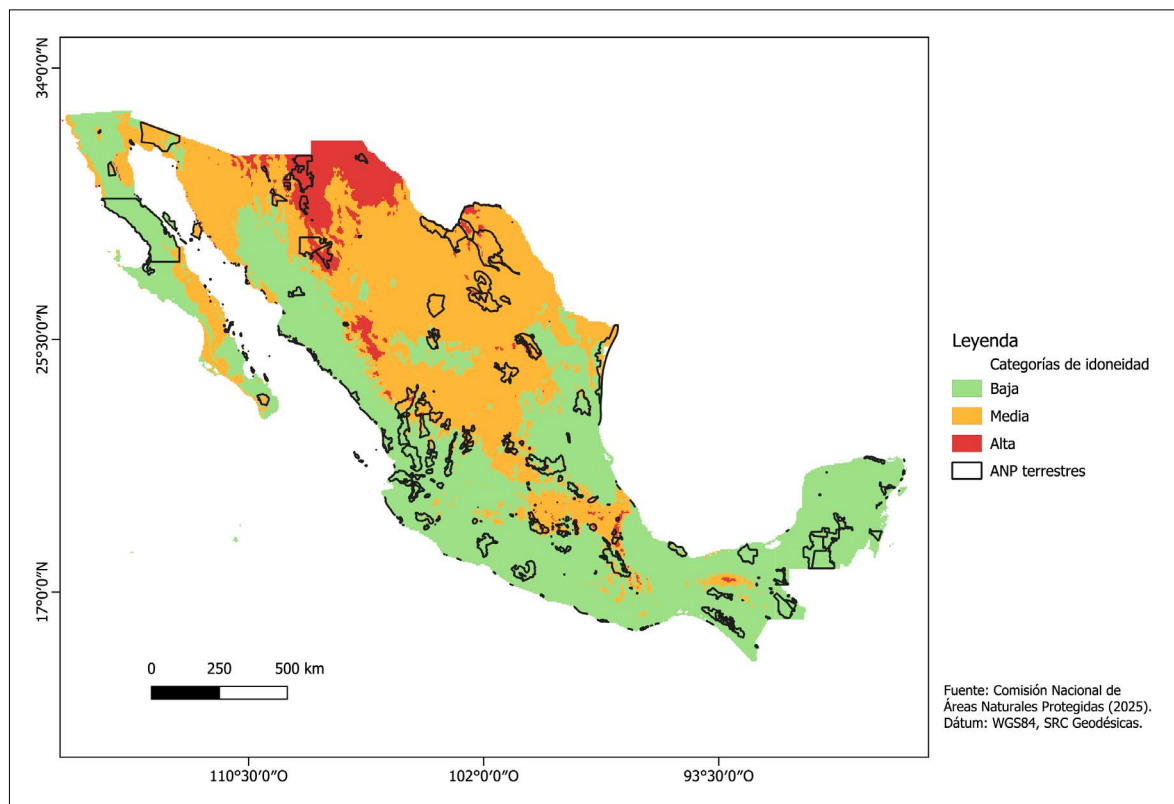 34°0′0″N
25°30′0″N
17°0′0″N
110°30′0″O
102°0′0″O
93°30′0″O
0 250 500 km
Leyenda
Categorías de idoneidad
Baja
Media
Alta
ANP terrestres
Fuente: Comisión Nacional de
Áreas Naturales Protegidas (2025).
Dátum: WGS84, SRC Geodésicas.